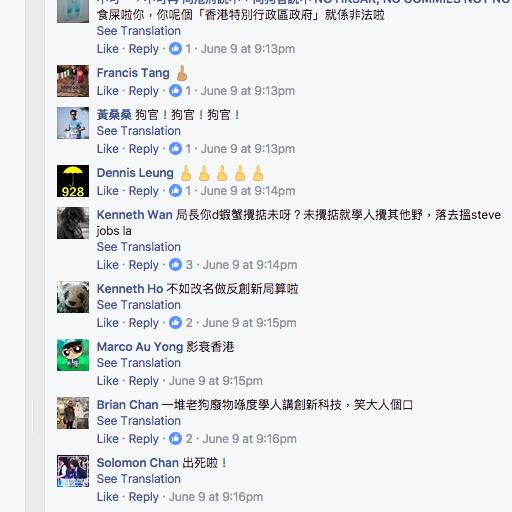 食屎啦你，你呢個「香港特別行政區政府」就係非法啦
See Translation
Like · Reply · 1 · June 9 at 9:13pm
Francis Tang 🖕🏽
Like · Reply · 1 · June 9 at 9:13pm
黃桑桑 狗官！狗官！狗官！
See Translation
Like · Reply · 1 · June 9 at 9:13pm
928
Dennis Leung 🖕🖕🖕🖕🖕
Like · Reply · 1 · June 9 at 9:14pm
Kenneth Wan 局長你d蝦蟹攪掂未呀？未攪掂就學人攪其他野，落去搵steve
jobs la
See Translation
Like · Reply · 3 · June 9 at 9:14pm
Kenneth Ho 不如改名做反創新局算啦
See Translation
Like · Reply · 2 · June 9 at 9:15pm
Marco Au Yong 影衰香港
See Translation
Like · Reply · June 9 at 9:15pm
Brian Chan 一堆老狗廢物喺度學人講創新科技，笑大人個口
See Translation
Like · Reply · 2 · June 9 at 9:16pm
Solomon Chan 出死啦！
See Translation
Like · Reply · June 9 at 9:16pm